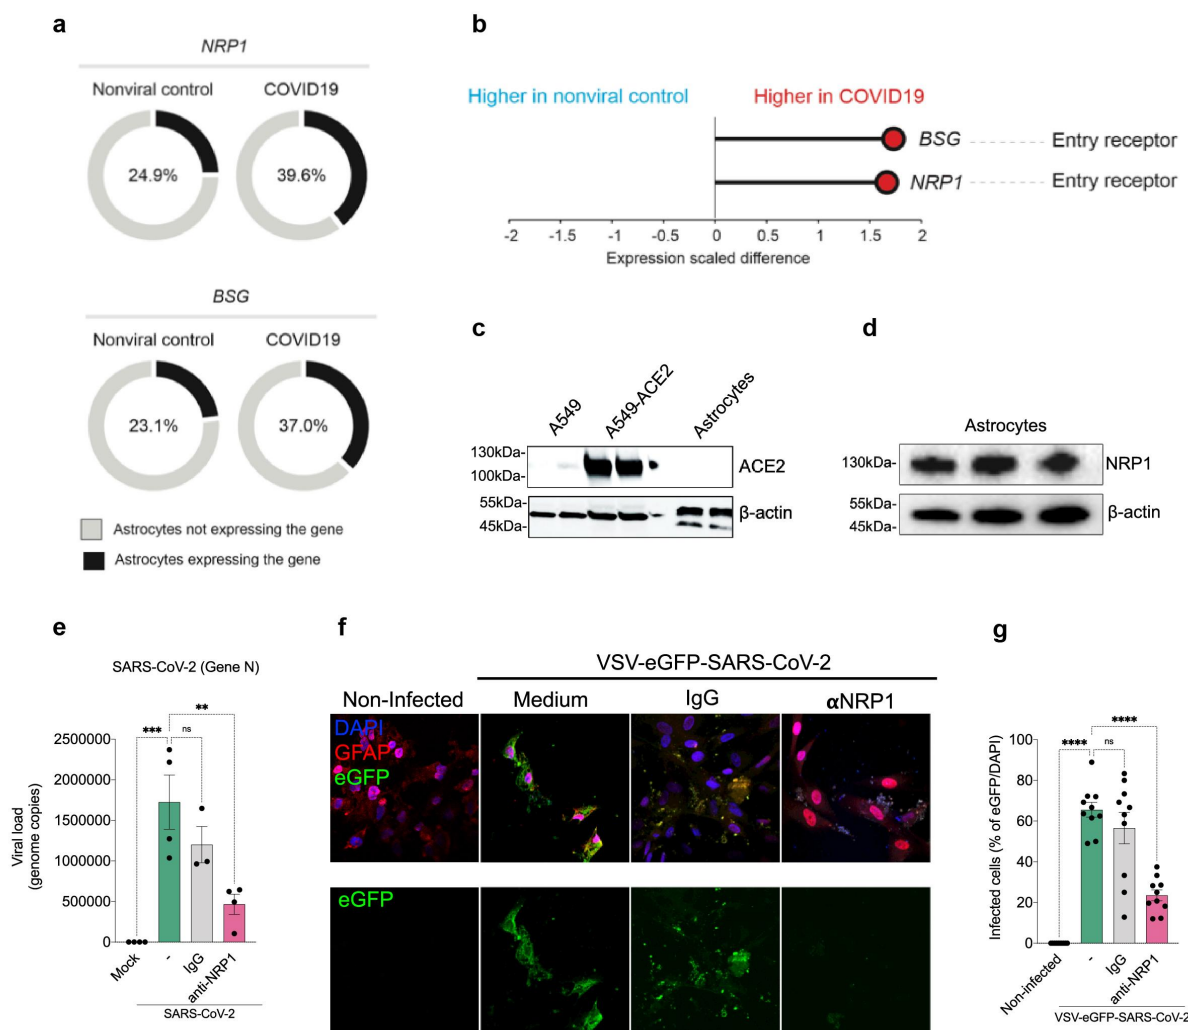 a
NRP1
Nonviral control
COVID19
24.9%
39.6%
BSG
Nonviral control
COVID19
23.1%
37.0%
Astrocytes not expressing the gene
Astrocytes expressing the gene
b
Higher in nonviral control
Higher in COVID19
BSG
Entry receptor
NRP1
Entry receptor
-2 -1.5 -1 -0.5 0 0.5 1 1.5 2
Expression scaled difference
c
A549
A549-ACE2
Astrocytes
130kDa-
100kDa-
ACE2
55kDa-
45kDa-
β-actin
d
Astrocytes
130kDa-
NRP1
55kDa-
45kDa-
β-actin
e
SARS-CoV-2 (Gene N)
**
***
ns
2500000
2000000
1500000
1000000
500000
0
Viral load
(genome copies)
Mock
-
IgG
anti-NRP1
SARS-CoV-2
f
VSV-eGFP-SARS-CoV-2
Non-Infected
Medium
IgG
αNRP1
DAPI
GFAP
eGFP
eGFP
g
****
****
ns
100
80
60
40
20
0
Infected cells (% of eGFP/DAPI)
Non-infected
-
IgG
anti-NRP1
VSV-eGFP-SARS-CoV-2